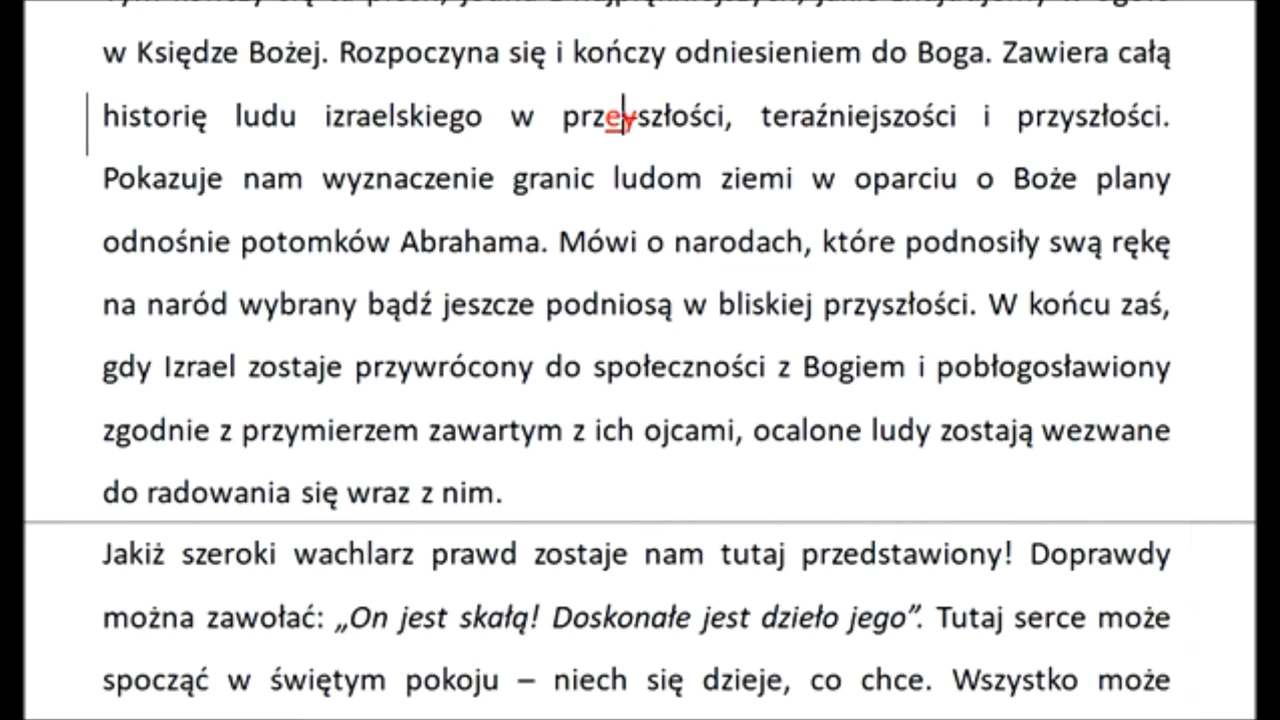 w Księdze Bożej. Rozpoczyna się i kończy odniesieniem do Boga. Zawiera całą
historię ludu izraelskiego w przeyszłości, teraźniejszości i przyszłości.
Pokazuje nam wyznaczenie granic ludom ziemi w oparciu o Boże plany
odnośnie potomków Abrahama. Mówi o narodach, które podnosiły swą rękę
na naród wybrany bądź jeszcze podniosą w bliskiej przyszłości. W końcu zaś,
gdy Izrael zostaje przywrócony do społeczności z Bogiem i pobłogosławiony
zgodnie z przymierzem zawartym z ich ojcami, ocalone ludy zostają wezwane
do radowania się wraz z nim.
Jakiż szeroki wachlarz prawd zostaje nam tutaj przedstawiony! Doprawdy
można zawołać: „On jest skałą! Doskonałe jest dzieło jego”. Tutaj serce może
spocząć w świętym pokoju – niech się dzieje, co chce. Wszystko może